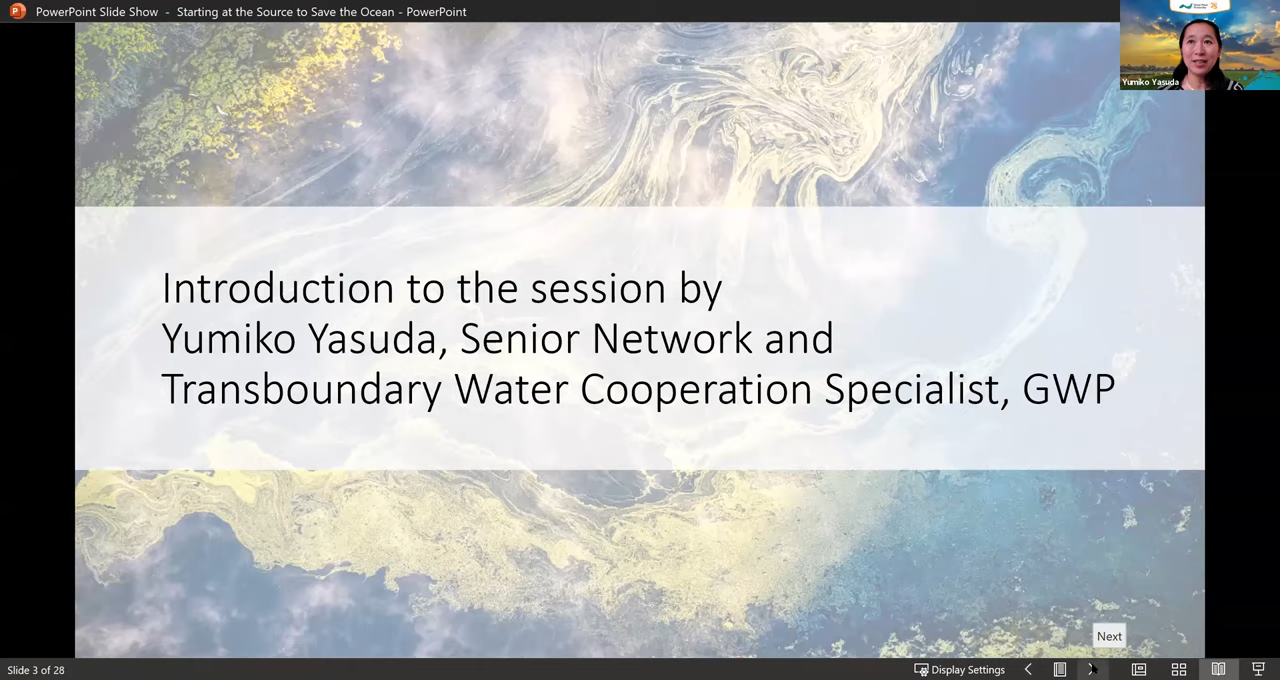 PowerPoint Slide Show - Starting at the Source to Save the Ocean - PowerPoint
Yumiko Yasuda
Introduction to the session by
Yumiko Yasuda, Senior Network and
Transboundary Water Cooperation Specialist, GWP
Next
Slide 3 of 28
Display Settings